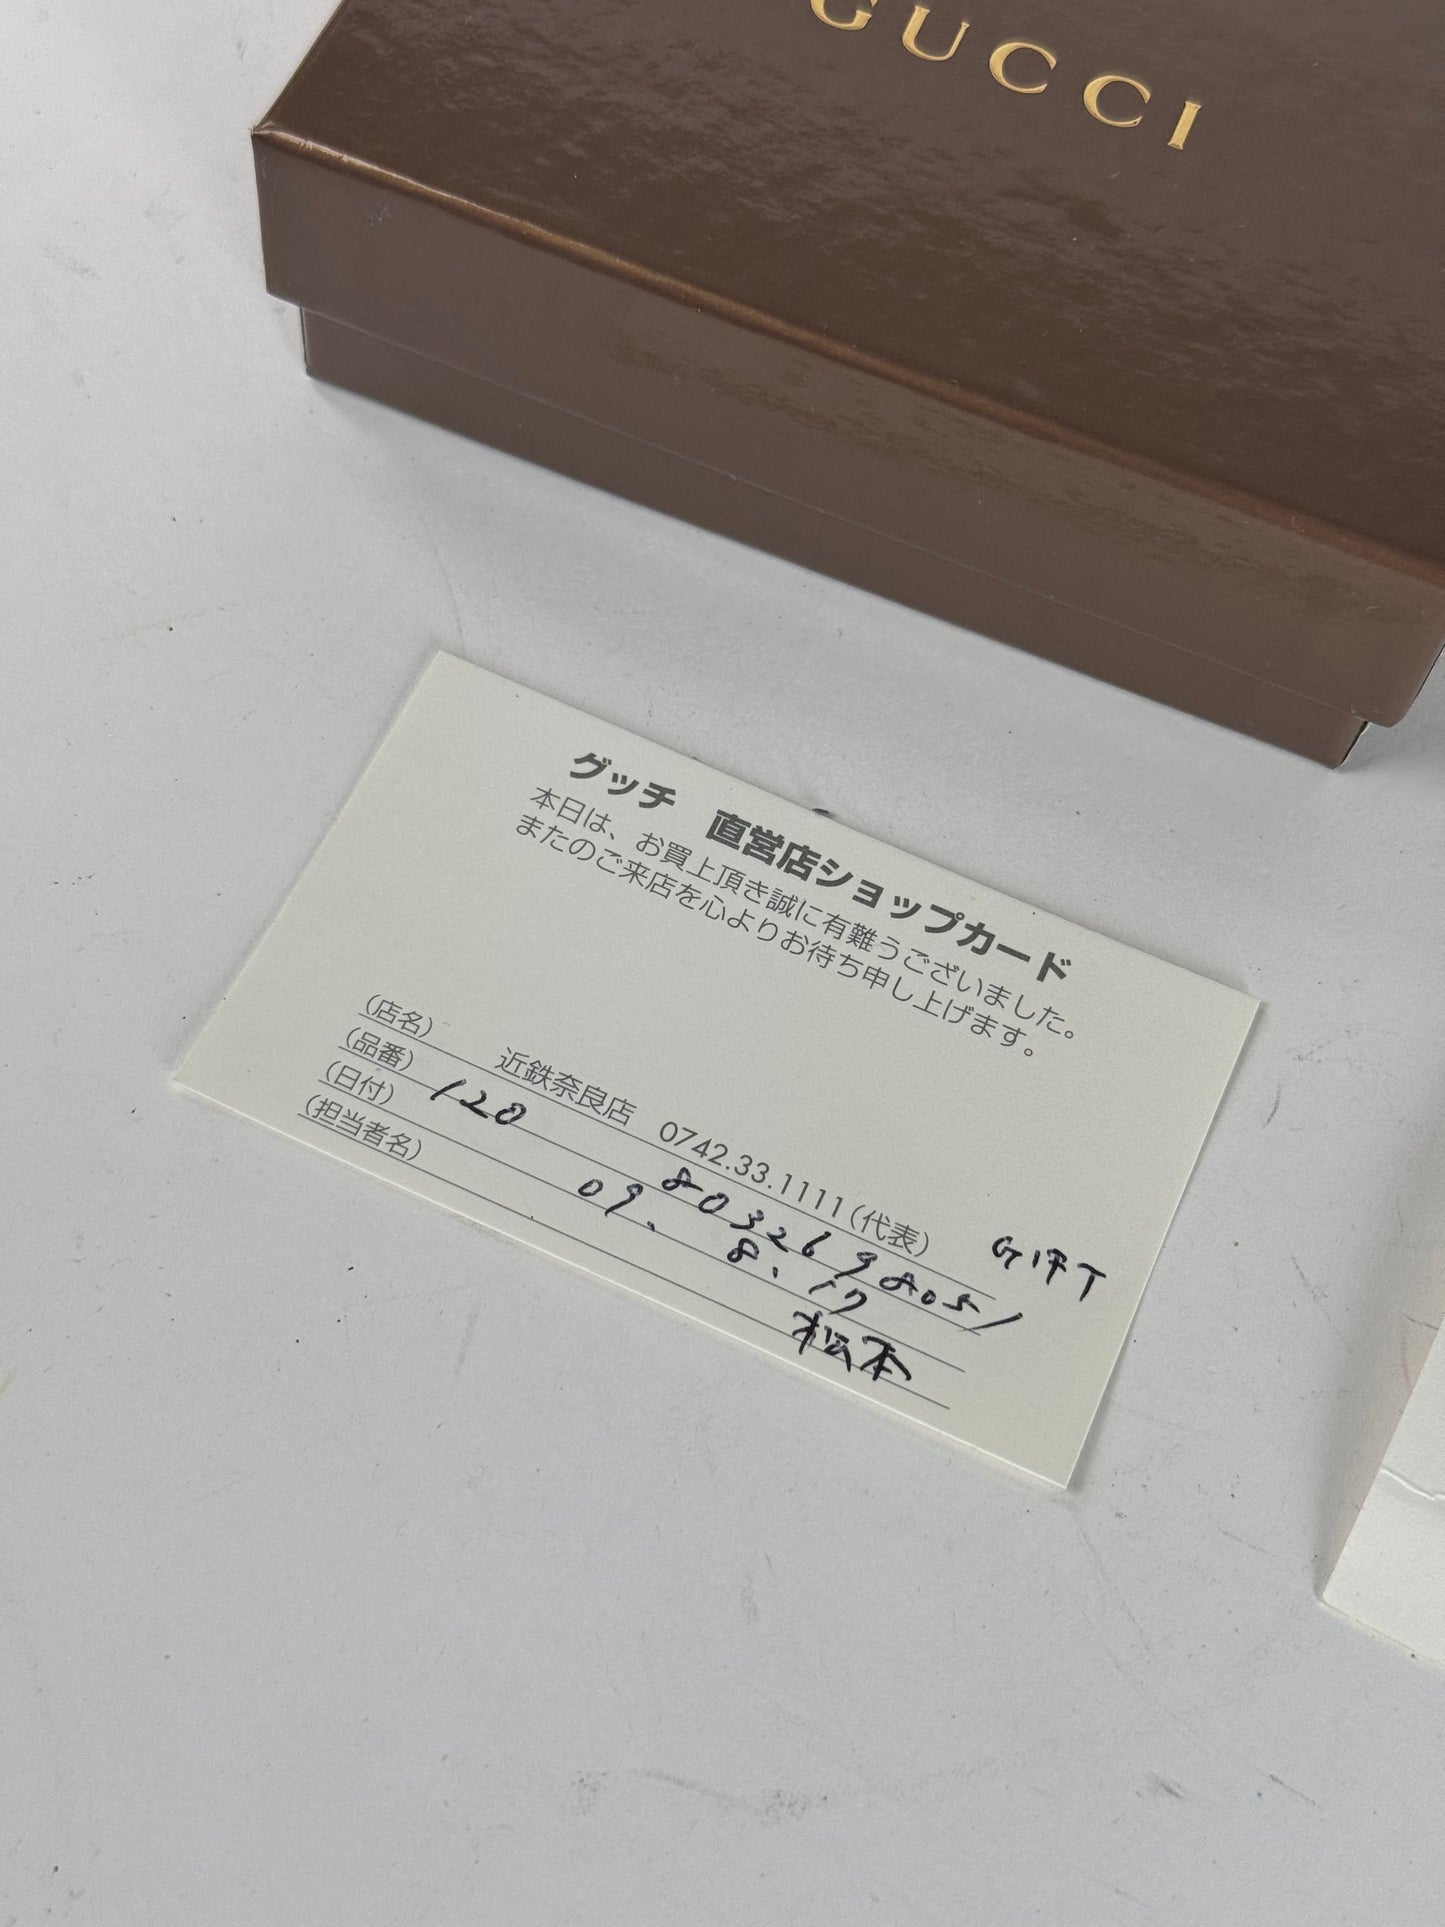 GUCCI
グッチ 直営店ショップカード
本日は、お買上頂き誠に有難うございました。
またのご来店を心よりお待ち申し上げます。
(店名) 近鉄奈良店 0742.33.1111(代表)
GIFT
(品番) 120 8032698051
(日付) 09. 8. 17
(担当者名) 松本